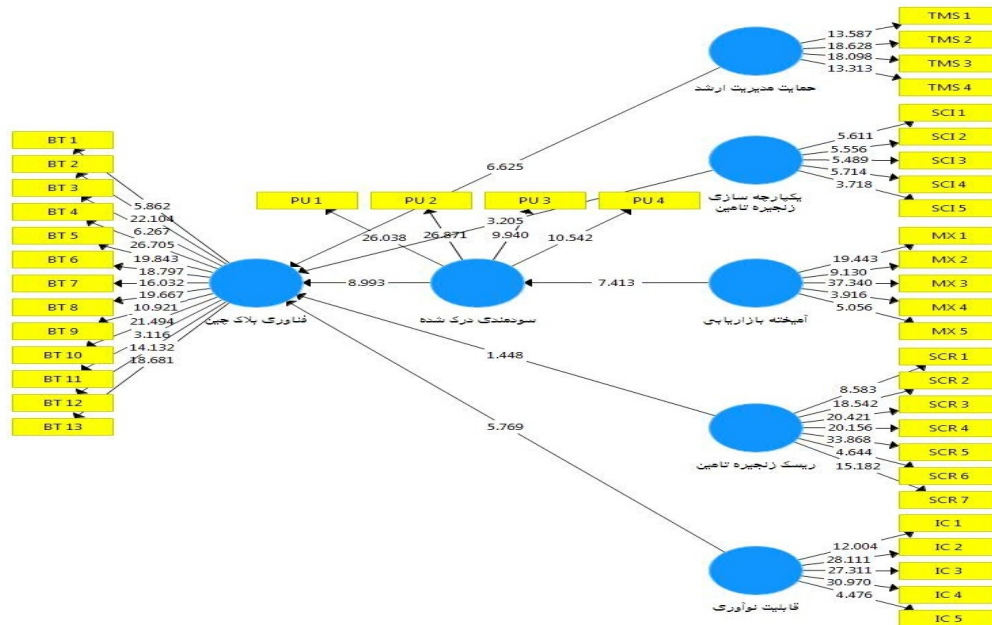 TMS 1
13.587
TMS 2
18.628
TMS 3
18.098
TMS 4
13.313
حمایت مدیریت ارشد
SCI 1
5.611
SCI 2
5.556
SCI 3
5.489
SCI 4
5.714
SCI 5
3.718
یکپارچه سازی
زنجیره تامین
6.625
3.205
BT 1
BT 2
BT 3
BT 4
BT 5
BT 6
BT 7
BT 8
BT 9
BT 10
BT 11
BT 12
BT 13
5.862
22.104
6.267
26.705
19.843
18.797
16.032
19.667
10.921
21.494
3.116
14.132
18.681
فناوری بلاک چین
PU 1
PU 2
PU 3
PU 4
26.038
26.871
9.940
10.542
8.993
سودمندی درک شده
7.413
MX 1
19.443
MX 2
9.130
MX 3
37.340
MX 4
3.916
MX 5
5.056
آمیخته بازاریابی
1.448
SCR 1
8.583
SCR 2
18.542
SCR 3
20.421
SCR 4
20.156
SCR 5
33.868
SCR 6
4.644
SCR 7
15.182
ریسک زنجیره تامین
5.769
IC 1
12.004
IC 2
28.111
IC 3
27.311
IC 4
30.970
IC 5
4.476
قابلیت نوآوری